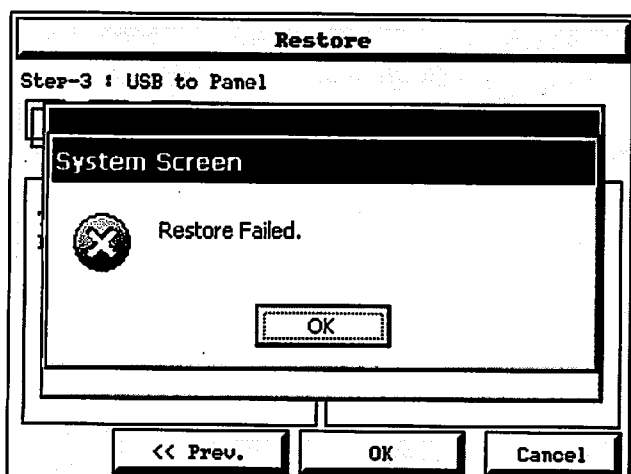 Restore
Step-3 : USB to Panel
System Screen
Restore Failed.
OK
<< Prev.
OK
Cancel